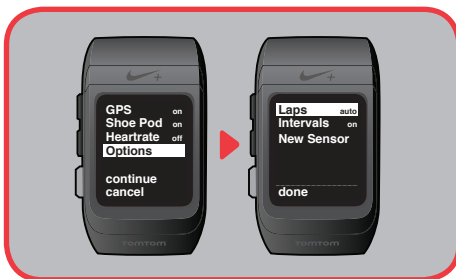 GPS on
Shoe Pod on
Heartrate off
Options
continue
cancel
TOMTOM
Laps auto
Intervals on
New Sensor
done
TOMTOM